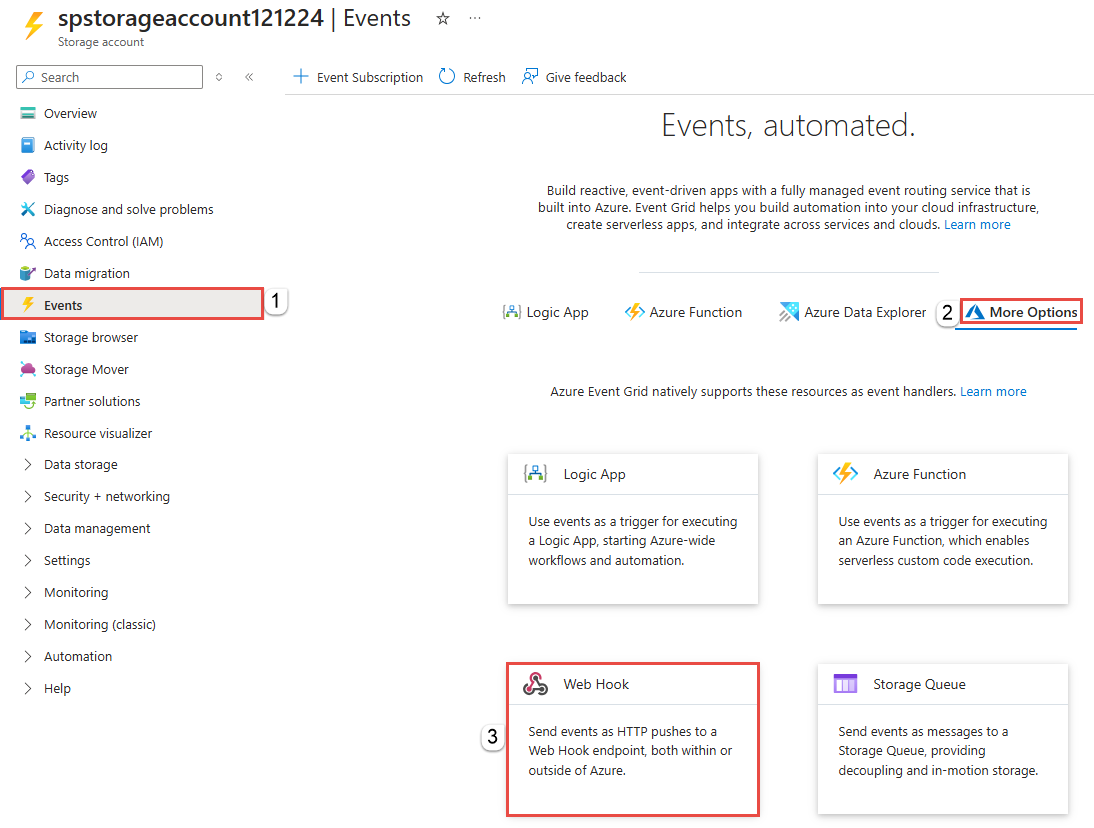 spstorageaccount121224 | Events ☆ ...
Storage account
Search
+ Event Subscription Refresh Give feedback
Overview
Activity log
Tags
Diagnose and solve problems
Access Control (IAM)
Data migration
Events
1
Storage browser
Storage Mover
Partner solutions
Resource visualizer
Data storage
Security + networking
Data management
Settings
Monitoring
Monitoring (classic)
Automation
Help
Events, automated.
Build reactive, event-driven apps with a fully managed event routing service that is
built into Azure. Event Grid helps you build automation into your cloud infrastructure,
create serverless apps, and integrate across services and clouds. Learn more
Logic App Azure Function Azure Data Explorer 2 More Options
Azure Event Grid natively supports these resources as event handlers. Learn more
Logic App
Use events as a trigger for executing
a Logic App, starting Azure-wide
workflows and automation.
Azure Function
Use events as a trigger for executing
an Azure Function, which enables
serverless custom code execution.
3
Web Hook
Send events as HTTP pushes to a
Web Hook endpoint, both within or
outside of Azure.
Storage Queue
Send events as messages to a
Storage Queue, providing
decoupling and in-motion storage.